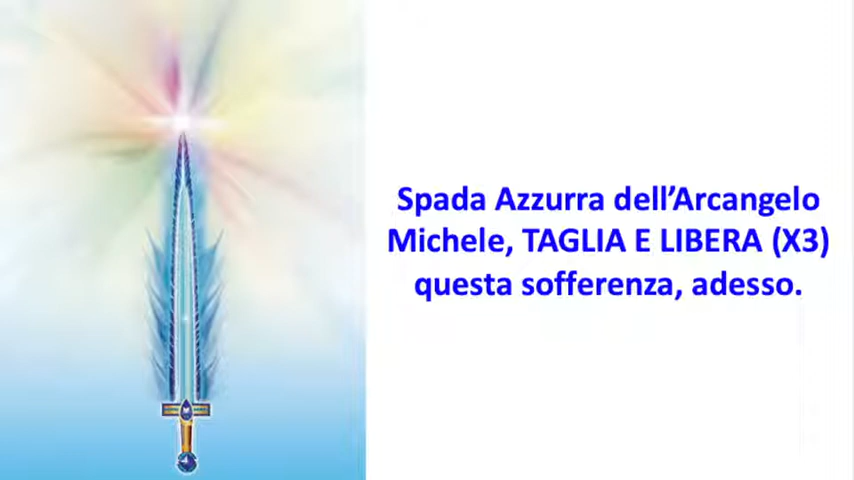 Spada Azzurra dell’Arcangelo
Michele, TAGLIA E LIBERA (X3)
questa sofferenza, adesso.